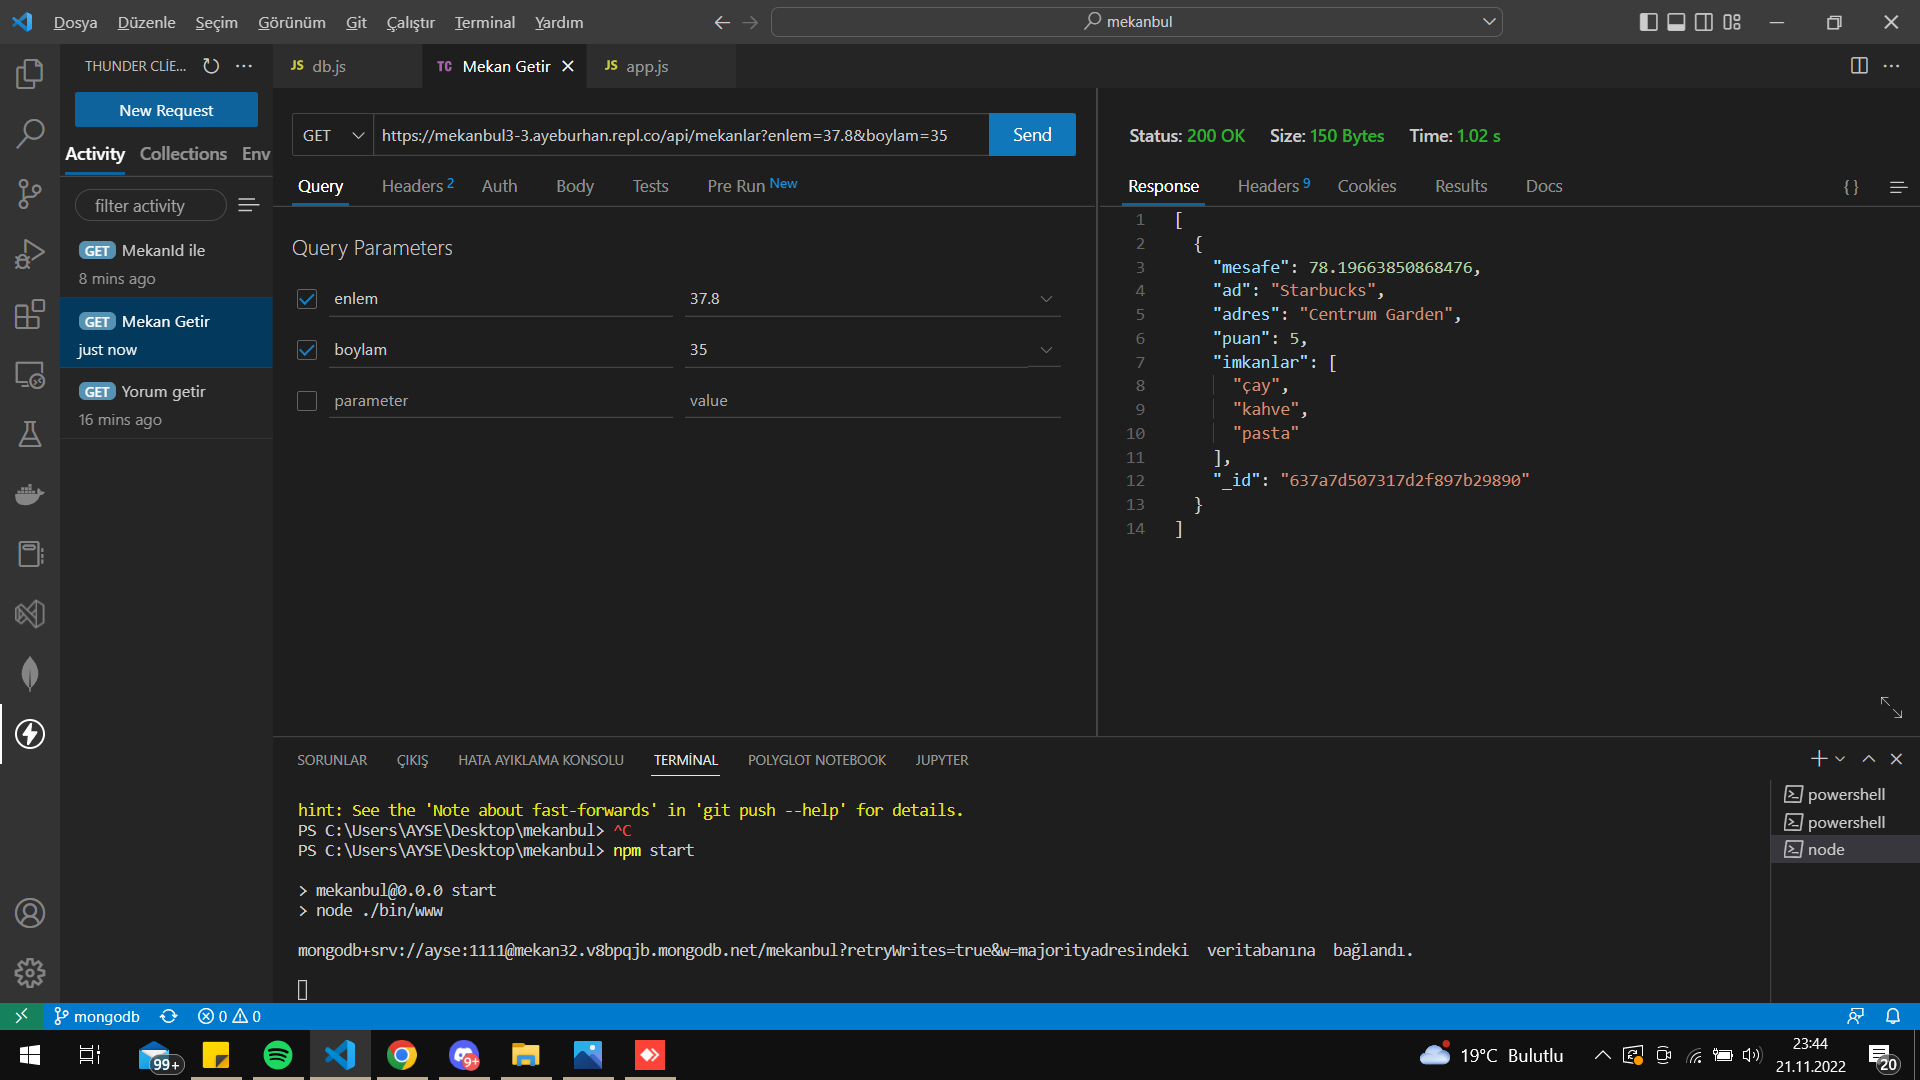 Dosya Düzenle Seçim Görünüm Git Çalıştır Terminal Yardım
mekanbul
THUNDER CLİE...
JS db.js
TC Mekan Getir
JS app.js
New Request
Activity Collections Env
filter activity
GET MekanId ile
8 mins ago
GET Mekan Getir
just now
GET Yorum getir
16 mins ago
GET https://mekanbul3-3.ayeburhan.repl.co/api/mekanlar?enlem=37.8&boylam=35 Send
Query Headers 2 Auth Body Tests Pre Run New
Query Parameters
enlem 37.8
boylam 35
parameter value
Status: 200 OK Size: 150 Bytes Time: 1.02 s
Response Headers 9 Cookies Results Docs {}
1 [
2 {
3 "mesafe": 78.19663850868476,
4 "ad": "Starbucks",
5 "adres": "Centrum Garden",
6 "puan": 5,
7 "imkanlar": [
8 "çay",
9 "kahve",
10 "pasta"
11 ],
12 "_id": "637a7d507317d2f897b29890"
13 }
14 ]
SORUNLAR ÇIKIŞ HATA AYIKLAMA KONSOLU TERMİNAL POLYGLOT NOTEBOOK JUPYTER
hint: See the 'Note about fast-forwards' in 'git push --help' for details.
PS C:\Users\AYSE\Desktop\mekanbul> ^C
PS C:\Users\AYSE\Desktop\mekanbul> npm start
> mekanbul@0.0.0 start
> node ./bin/www
mongodb+srv://ayse:1111@mekan32.v8bpqjb.mongodb.net/mekanbul?retryWrites=true&w=majorityadresindeki veritabanına bağlandı.
powershell
powershell
node
mongodb 0 0
99+
9+
19°C Bulutlu
23:44
21.11.2022
20